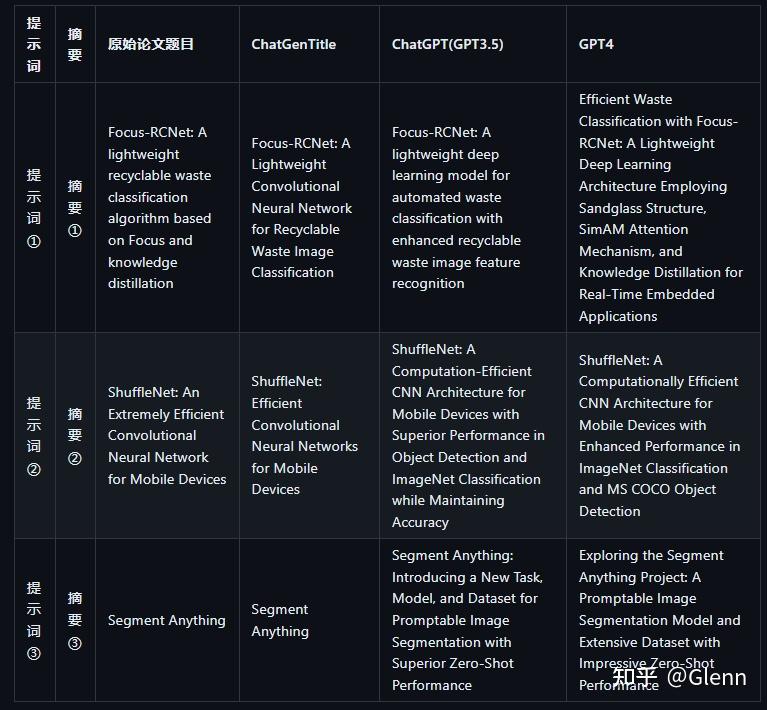 提
示
词
摘
要
原始论文题目
ChatGenTitle
ChatGPT(GPT3.5)
GPT4
提
示
词
①
摘
要
①
Focus-RCNet: A
lightweight
recyclable waste
classification
algorithm based
on Focus and
knowledge
distillation
Focus-RCNet: A
Lightweight
Convolutional
Neural Network
for Recyclable
Waste Image
Classification
Focus-RCNet: A
lightweight deep
learning model for
automated waste
classification with
enhanced recyclable
waste image feature
recognition
Efficient Waste
Classification with Focus-
RCNet: A Lightweight
Deep Learning
Architecture Employing
Sandglass Structure,
SimAM Attention
Mechanism, and
Knowledge Distillation for
Real-Time Embedded
Applications
提
示
词
②
摘
要
②
ShuffleNet: An
Extremely Efficient
Convolutional
Neural Network
for Mobile Devices
ShuffleNet:
Efficient
Convolutional
Neural Networks
for Mobile
Devices
ShuffleNet: A
Computation-Efficient
CNN Architecture for
Mobile Devices with
Superior Performance in
Object Detection and
ImageNet Classification
while Maintaining
Accuracy
ShuffleNet: A
Computationally Efficient
CNN Architecture for
Mobile Devices with
Enhanced Performance in
ImageNet Classification
and MS COCO Object
Detection
提
示
词
③
摘
要
③
Segment Anything
Segment
Anything
Segment Anything:
Introducing a New Task,
Model, and Dataset for
Promptable Image
Segmentation with
Superior Zero-Shot
Performance
Exploring the Segment
Anything Project: A
Promptable Image
Segmentation Model and
Extensive Dataset with
Impressive Zero-Shot
Performance
知乎 @Glenn